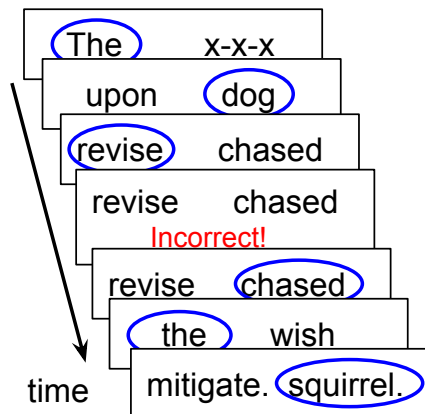 The x-x-x
upon dog
revise chased
revise chased
Incorrect!
revise chased
the wish
mitigate. squirrel.
time